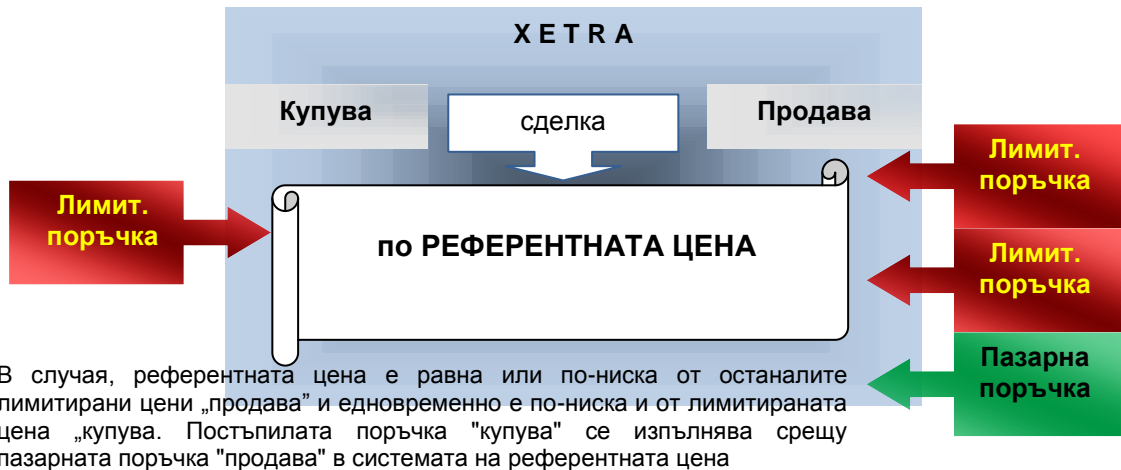 X E T R A
Купува
сделка
Продава
Лимит.
поръчка
Лимит.
поръчка
по РЕФЕРЕНТНАТА ЦЕНА
Лимит.
поръчка
Пазарна
поръчка
В случая, референтната цена е равна или по-ниска от останалите
лимитирани цени „продава” и едновременно е по-ниска и от лимитираната
цена „купува. Постъпилата поръчка "купува" се изпълнява срещу
пазарната поръчка "продава" в системата на референтната цена